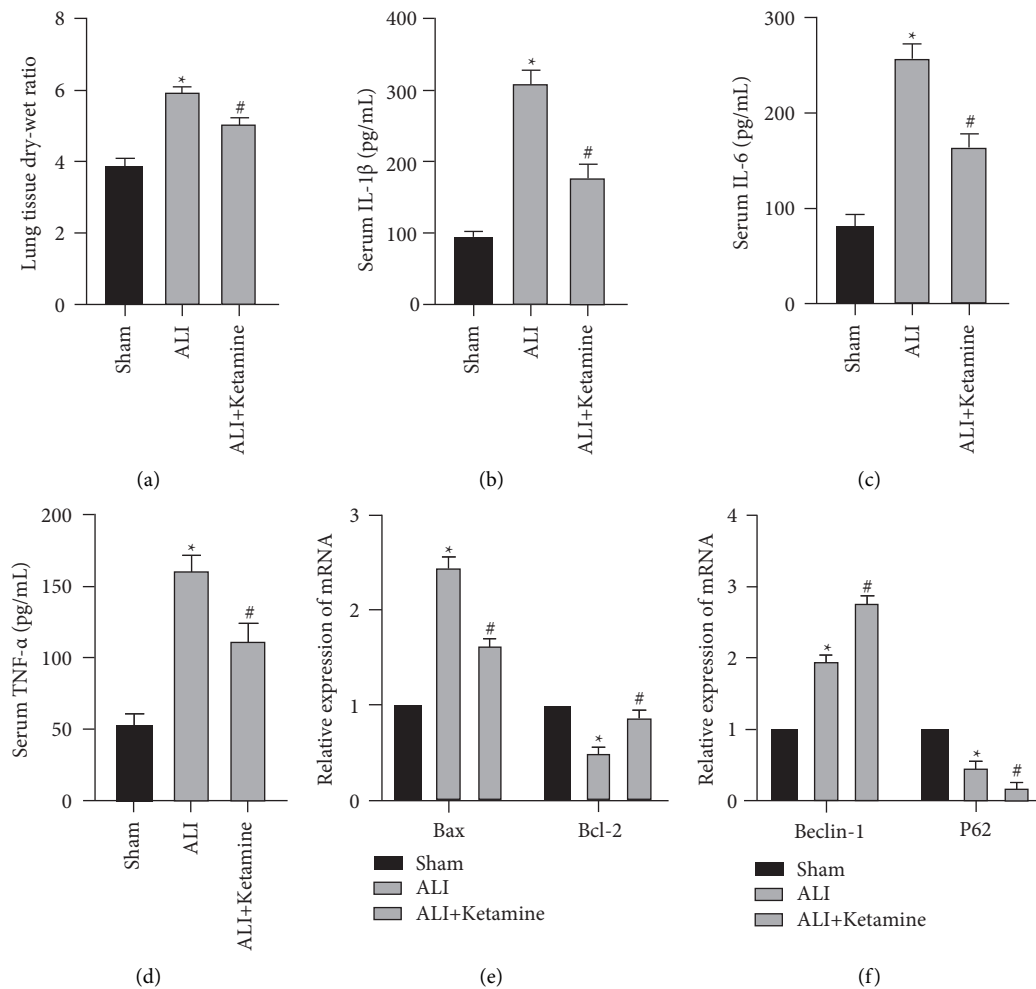 Lung tissue dry-wet ratio
8
6
4
2
0
*
#
Sham
ALI
ALI+Ketamine
(a)
Serum IL-1β (pg/mL)
400
300
200
100
0
*
#
Sham
ALI
ALI+Ketamine
(b)
Serum IL-6 (pg/mL)
300
200
100
0
*
#
Sham
ALI
ALI+Ketamine
(c)
Serum TNF-α (pg/mL)
200
150
100
50
0
*
#
Sham
ALI
ALI+Ketamine
(d)
Relative expression of mRNA
3
2
1
0
*
#
*
#
Bax Bcl-2
Sham
ALI
ALI+Ketamine
(e)
Relative expression of mRNA
4
3
2
1
0
*
#
*
#
Beclin-1 P62
Sham
ALI
ALI+Ketamine
(f)